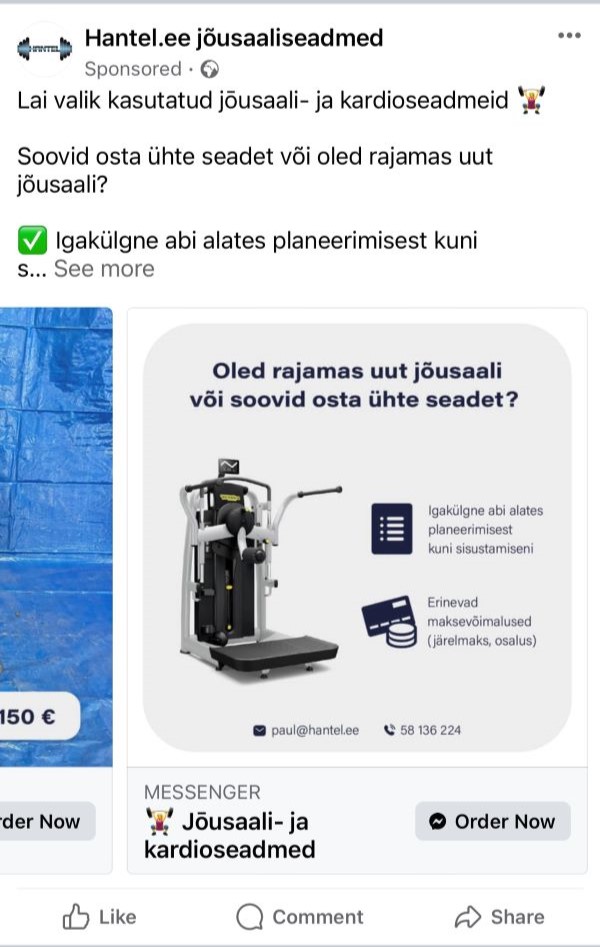 HANTEL
Hantel.ee jõusaaliseadmed
Sponsored ·
Lai valik kasutatud jõusaali- ja kardioseadmeid
Soovid osta ühte seadet või oled rajamas uut
jõusaali?
Igakülgne abi alates planeerimisest kuni
s... See more
Oled rajamas uut jõusaali
või soovid osta ühte seadet?
Igakülgne abi alates
planeerimisest
kuni sisustamiseni
Erinevad
maksevõimalused
(järelmaks, osalus)
150 €
paul@hantel.ee 58 136 224
MESSENGER
Jõusaali- ja
kardioseadmed
rder Now
Order Now
Like Comment Share